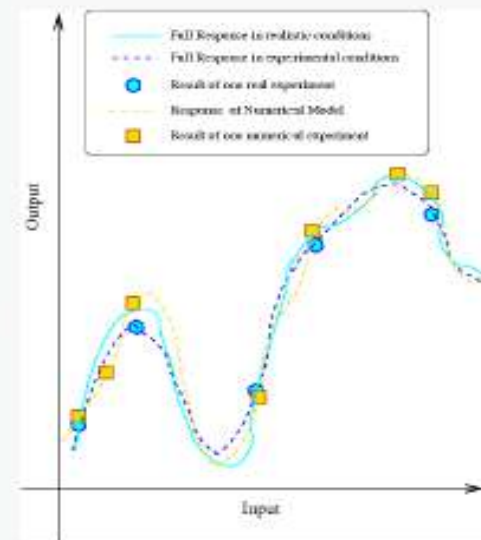 Full Response in realistic conditions
Full Response in experimental conditions
Result of one real experiment
Response of Numerical Model
Result of one numerical experiment
Output
Input